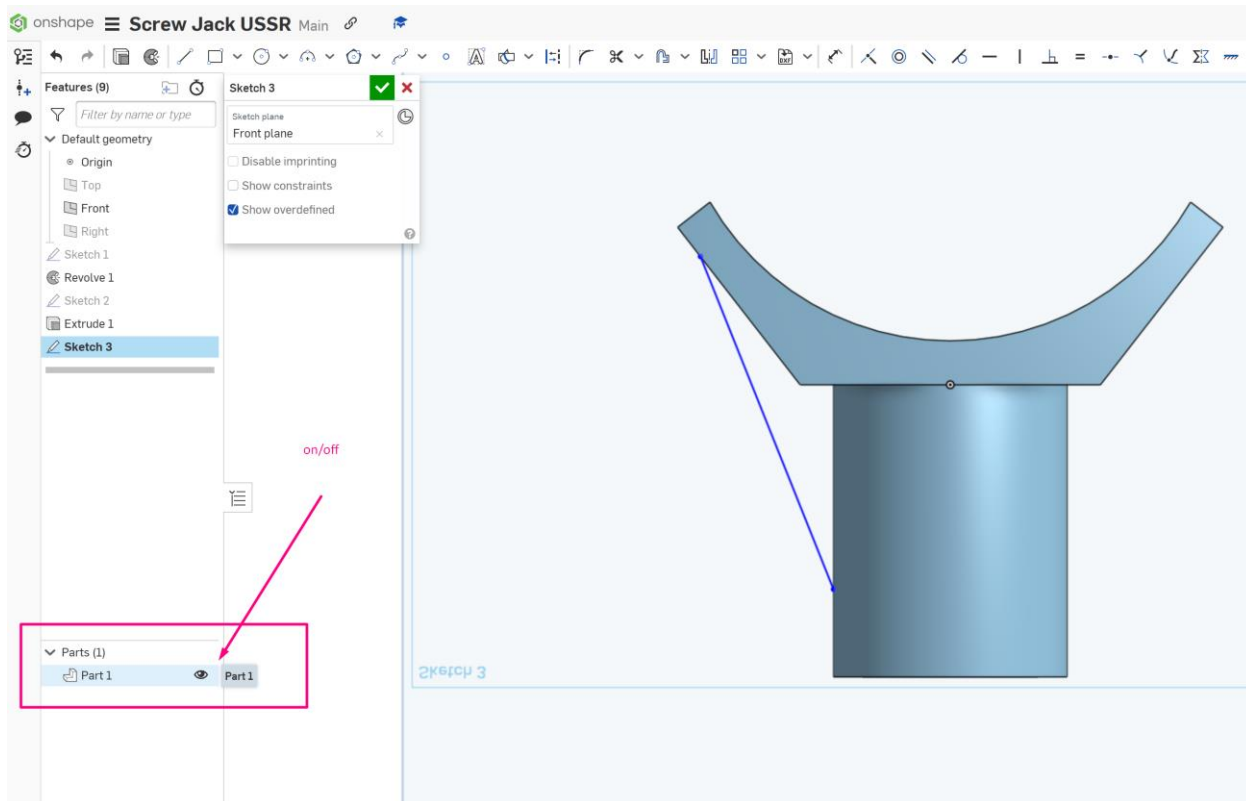 onshape Screw Jack USSR Main
Features (9)
Filter by name or type
Default geometry
Origin
Top
Front
Right
Sketch 1
Revolve 1
Sketch 2
Extrude 1
Sketch 3
Sketch 3
Sketch plane
Front plane
Disable imprinting
Show constraints
Show overdefined
on/off
Parts (1)
Part 1
Part 1
Sketch 3